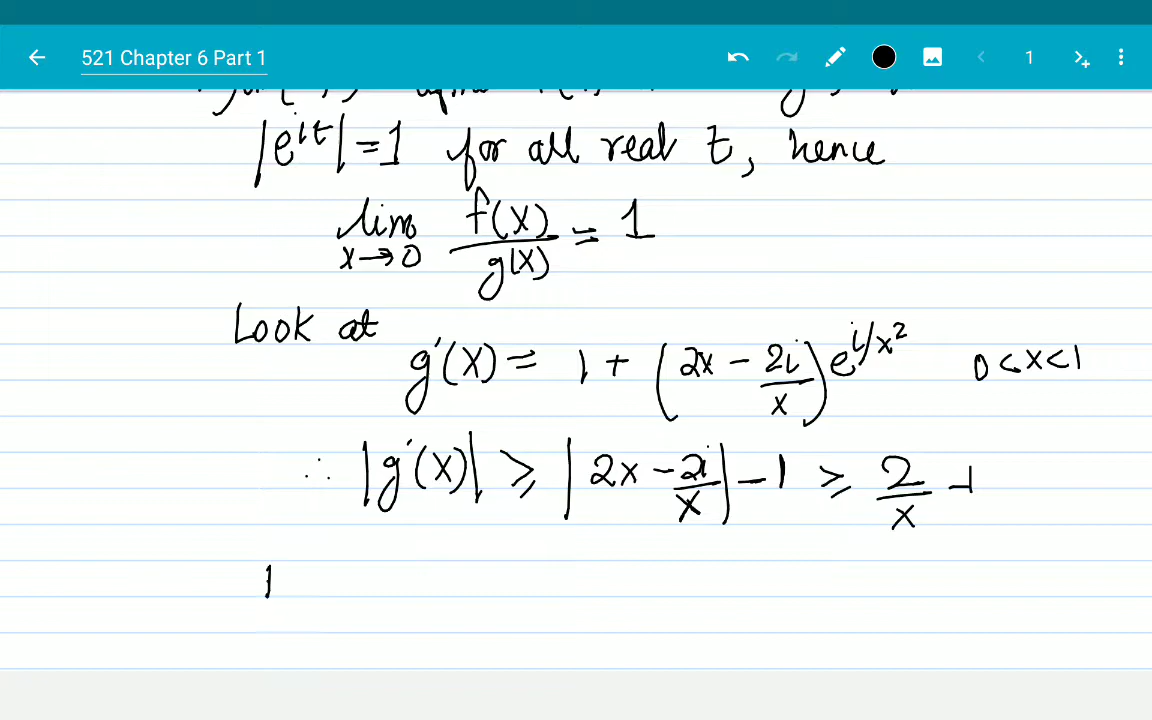 521 Chapter 6 Part 1
1
|e^{it}| = 1 for all real t, hence
lim_{x→0} f(x)/g(x) = 1
Look at
g'(x) = 1 + (2x - 2i/x) e^{i/x^2} 0 < x < 1
∴ |g'(x)| ≥ |2x - 2i/x| - 1 ≥ 2/x -1